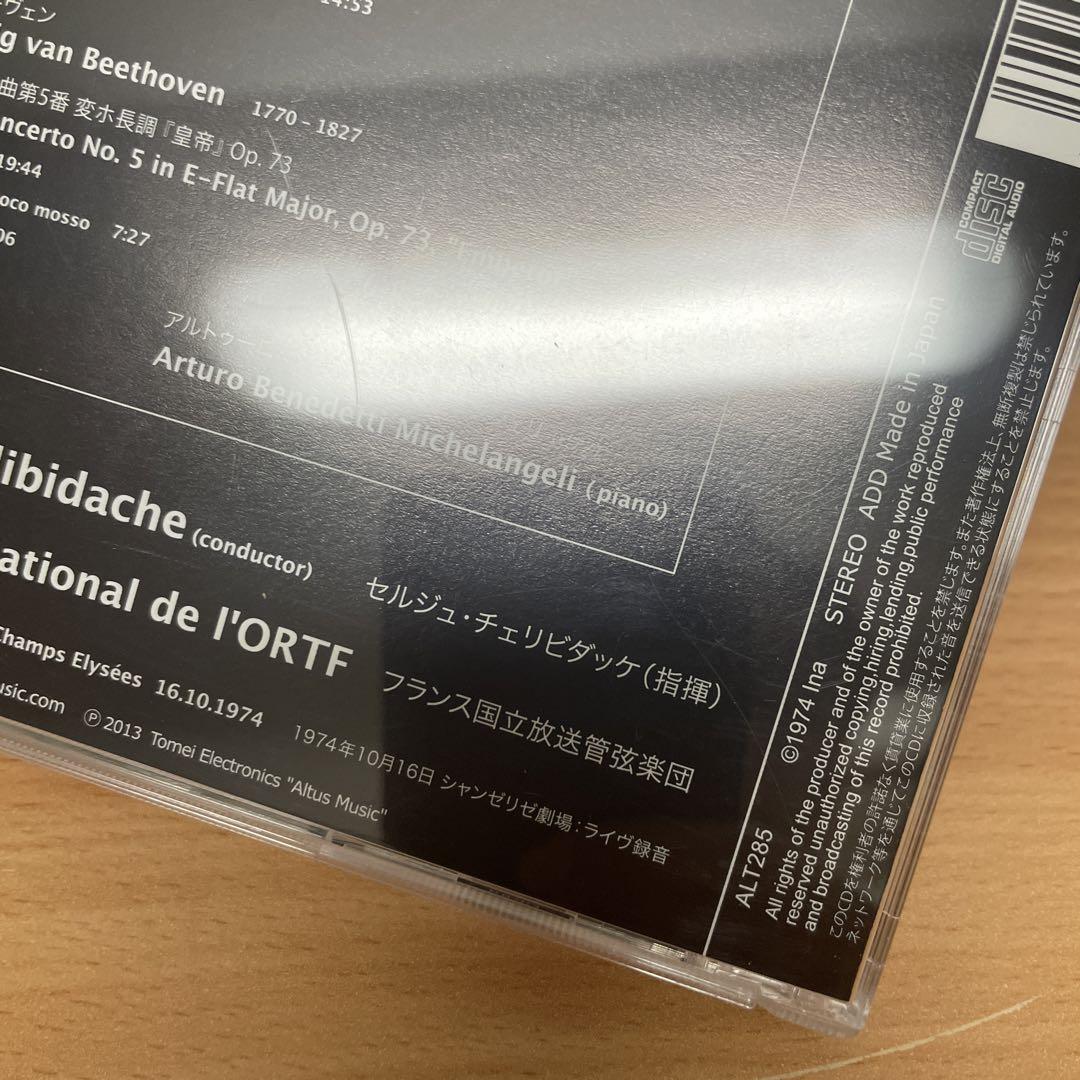 14:53
ヴェン
ig van Beethoven 1770 - 1827
曲第5番 変ホ長調『皇帝』Op. 73
ncerto No. 5 in E-Flat Major, Op. 73
19:44
oco mosso 7:27
06
アルトゥー
Arturo Benedetti Michelangeli (piano)
libidache (conductor) セルジュ・チェリビダッケ（指揮）
ational de l'ORTF フランス国立放送管弦楽団
Champs Elysées 16.10.1974 1974年10月16日 シャンゼリゼ劇場：ライヴ録音
usic.com ℗ 2013 Tomei Electronics "Altus Music"
COMPACT
disc
DIGITAL AUDIO
ALT285 ©1974 Ina STEREO ADD Made in Japan
All rights of the producer and of the owner of the work reproduced
reserved unauthorized copying,hiring,lending,public performance
and broadcasting of this record prohibited.
このCDを権利者の許諾なく賃貸業に使用することを禁じます。また著作権法上、無断複製は禁じられています。
ネットワーク等を通じてこのCDに収録された音を送信できる状態にすることを禁止します。